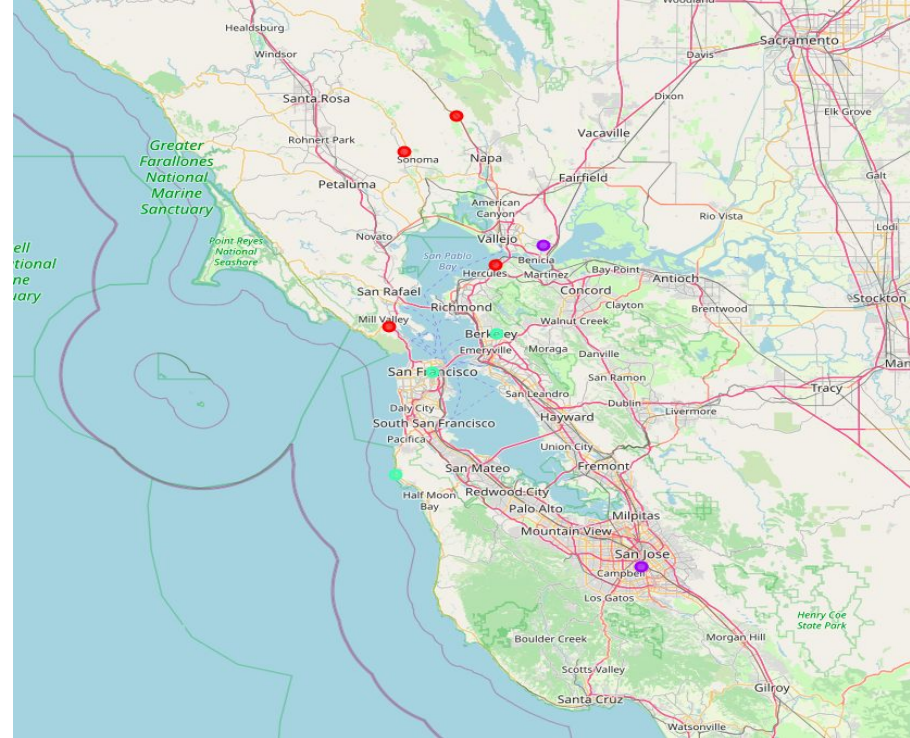 Woodland
Healdsburg
Sacramento
Windsor
Davis
Dixon
Santa Rosa
Elk Grove
Rohnert Park
Vacaville
Greater
Farallones
National
Marine
Sanctuary
Sonoma
Napa
Petaluma
Fairfield
Galt
American
Canyon
Rio Vista
Lodi
Novato
Vallejo
Point Reyes
National
Seashore
ell
tional
ne
uary
San Pablo
Bay
Benicia
Hercules
Martinez
Bay Point
Antioch
San Rafael
Concord
Stockton
Richmond
Clayton
Brentwood
Mill Valley
Walnut Creek
Berkeley
Emeryville
Moraga
Danville
Man
San Francisco
San Ramon
Tracy
San Leandro
Daly City
Dublin
Livermore
Hayward
South San Francisco
Pacifica
Union City
San Mateo
Fremont
Redwood City
Half Moon
Bay
Palo Alto
Milpitas
Mountain View
San Jose
Campbell
Los Gatos
Henry Coe
State Park
Boulder Creek
Morgan Hill
Scotts Valley
Gilroy
Santa Cruz
Watsonville